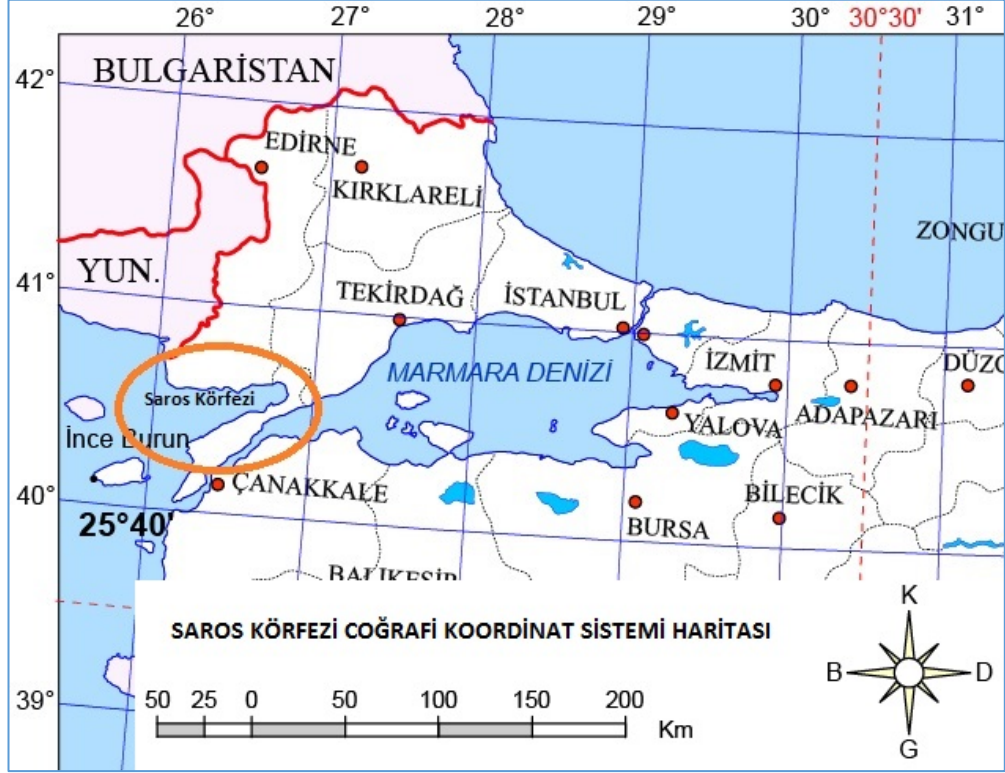 26° 27° 28° 29° 30° 30°30' 31°
42°
BULGARİSTAN
EDİRNE
KIRKLARELİ
ZONGU
YUN.
41°
TEKİRDAĞ
İSTANBUL
MARMARA DENİZİ
İZMİT
DÜZC
Saros Körfezi
ADAPAZARI
YALOVA
İnce Burun
ÇANAKKALE
BİLECİK
40°
25°40'
BURSA
BALIKESİR
K
SAROS KÖRFEZİ COĞRAFİ KOORDİNAT SİSTEMİ HARİTASI
B D
39°
50 25 0 50 100 150 200
Km
G